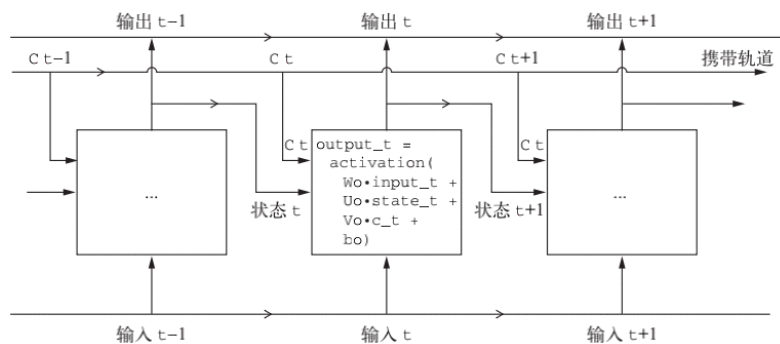 输出 t-1
输出 t
输出 t+1
C t-1
C t
C t+1
携带轨道
C t
output_t =
activation(
Wo•input_t +
Uo•state_t +
Vo•c_t +
bo)
C t
...
...
状态 t
状态 t+1
输入 t-1
输入 t
输入 t+1